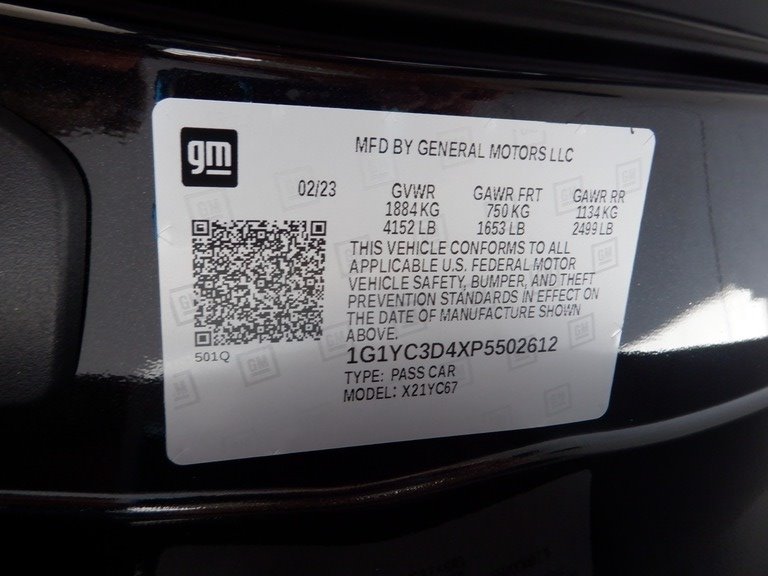 gm
MFD BY GENERAL MOTORS LLC
02/23 GVWR GAWR FRT GAWR RR
1884 KG 750 KG 1134 KG
4152 LB 1653 LB 2499 LB
THIS VEHICLE CONFORMS TO ALL
APPLICABLE U.S. FEDERAL MOTOR
VEHICLE SAFETY, BUMPER, AND THEFT
PREVENTION STANDARDS IN EFFECT ON
THE DATE OF MANUFACTURE SHOWN
ABOVE.
501Q
1G1YC3D4XP5502612
TYPE: PASS CAR
MODEL: X21YC67